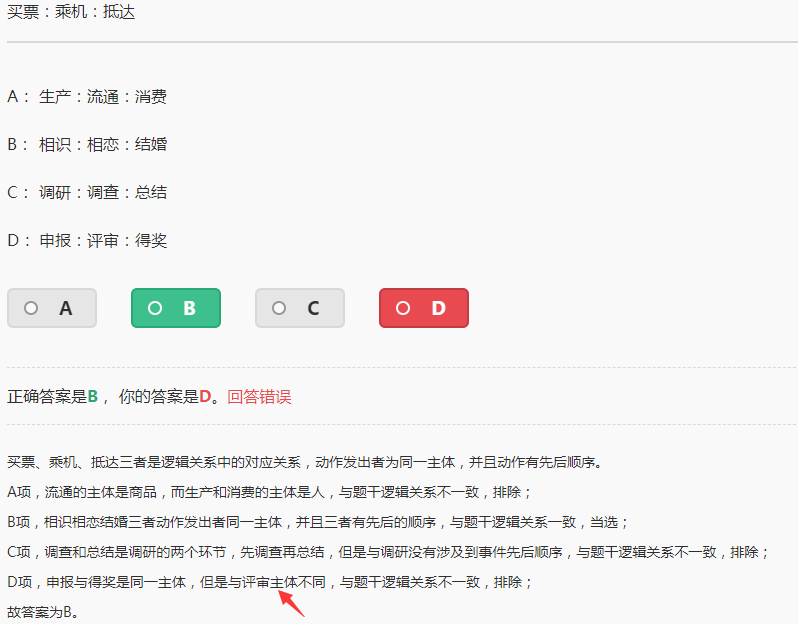 买票：乘机：抵达
A： 生产：流通：消费
B： 相识：相恋：结婚
C： 调研：调查：总结
D： 申报：评审：得奖
A B C D
正确答案是B， 你的答案是D。回答错误
买票、乘机、抵达三者是逻辑关系中的对应关系，动作发出者为同一主体，并且动作有先后顺序。
A项，流通的主体是商品，而生产和消费的主体是人，与题干逻辑关系不一致，排除；
B项，相识相恋结婚三者动作发出者同一主体，并且三者有先后的顺序，与题干逻辑关系一致，当选；
C项，调查和总结是调研的两个环节，先调查再总结，但是与调研没有涉及到事件先后顺序，与题干逻辑关系不一致，排除；
D项，申报与得奖是同一主体，但是与评审主体不同，与题干逻辑关系不一致，排除；
故答案为B。